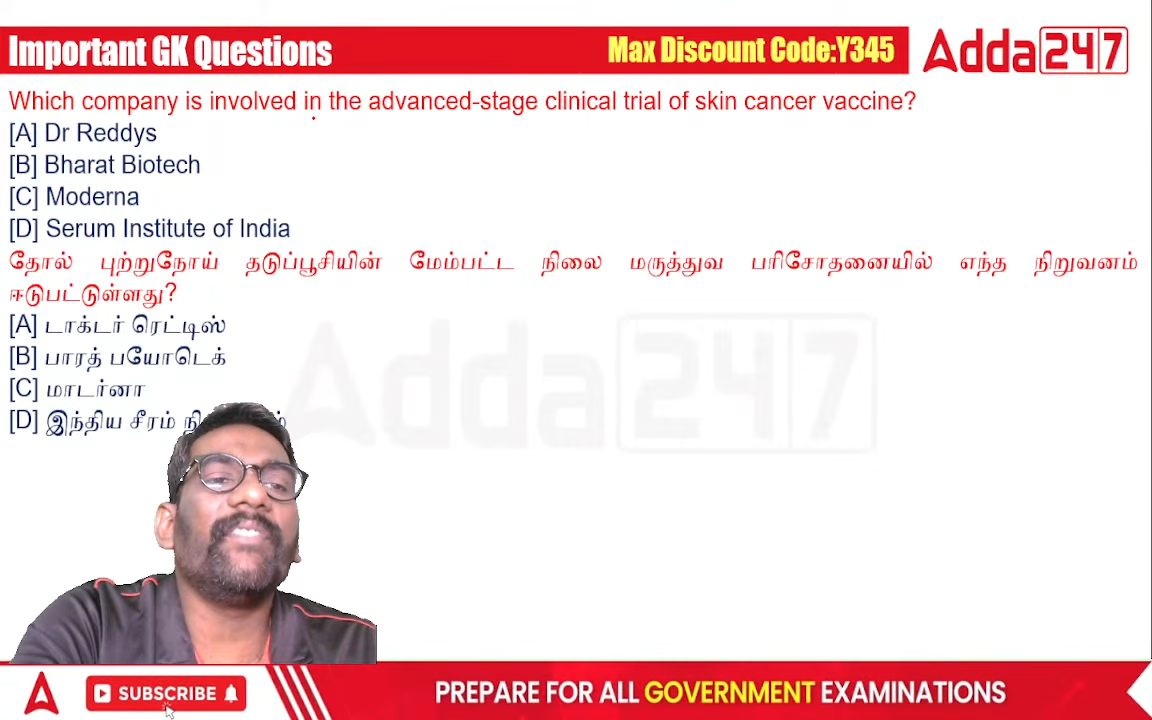 Important GK Questions
Max Discount Code:Y345
Adda247
Which company is involved in the advanced-stage clinical trial of skin cancer vaccine?
[A] Dr Reddys
[B] Bharat Biotech
[C] Moderna
[D] Serum Institute of India
தோல் புற்றுநோய் தடுப்பூசியின் மேம்பட்ட நிலை மருத்துவ பரிசோதனையில் எந்த நிறுவனம்
ஈடுபட்டுள்ளது?
[A] டாக்டர் ரெட்டிஸ்
[B] பாரத் பயோடெக்
[C] மாடர்னா
[D] இந்திய சீரம்
Adda247
SUBSCRIBE
PREPARE FOR ALL GOVERNMENT EXAMINATIONS